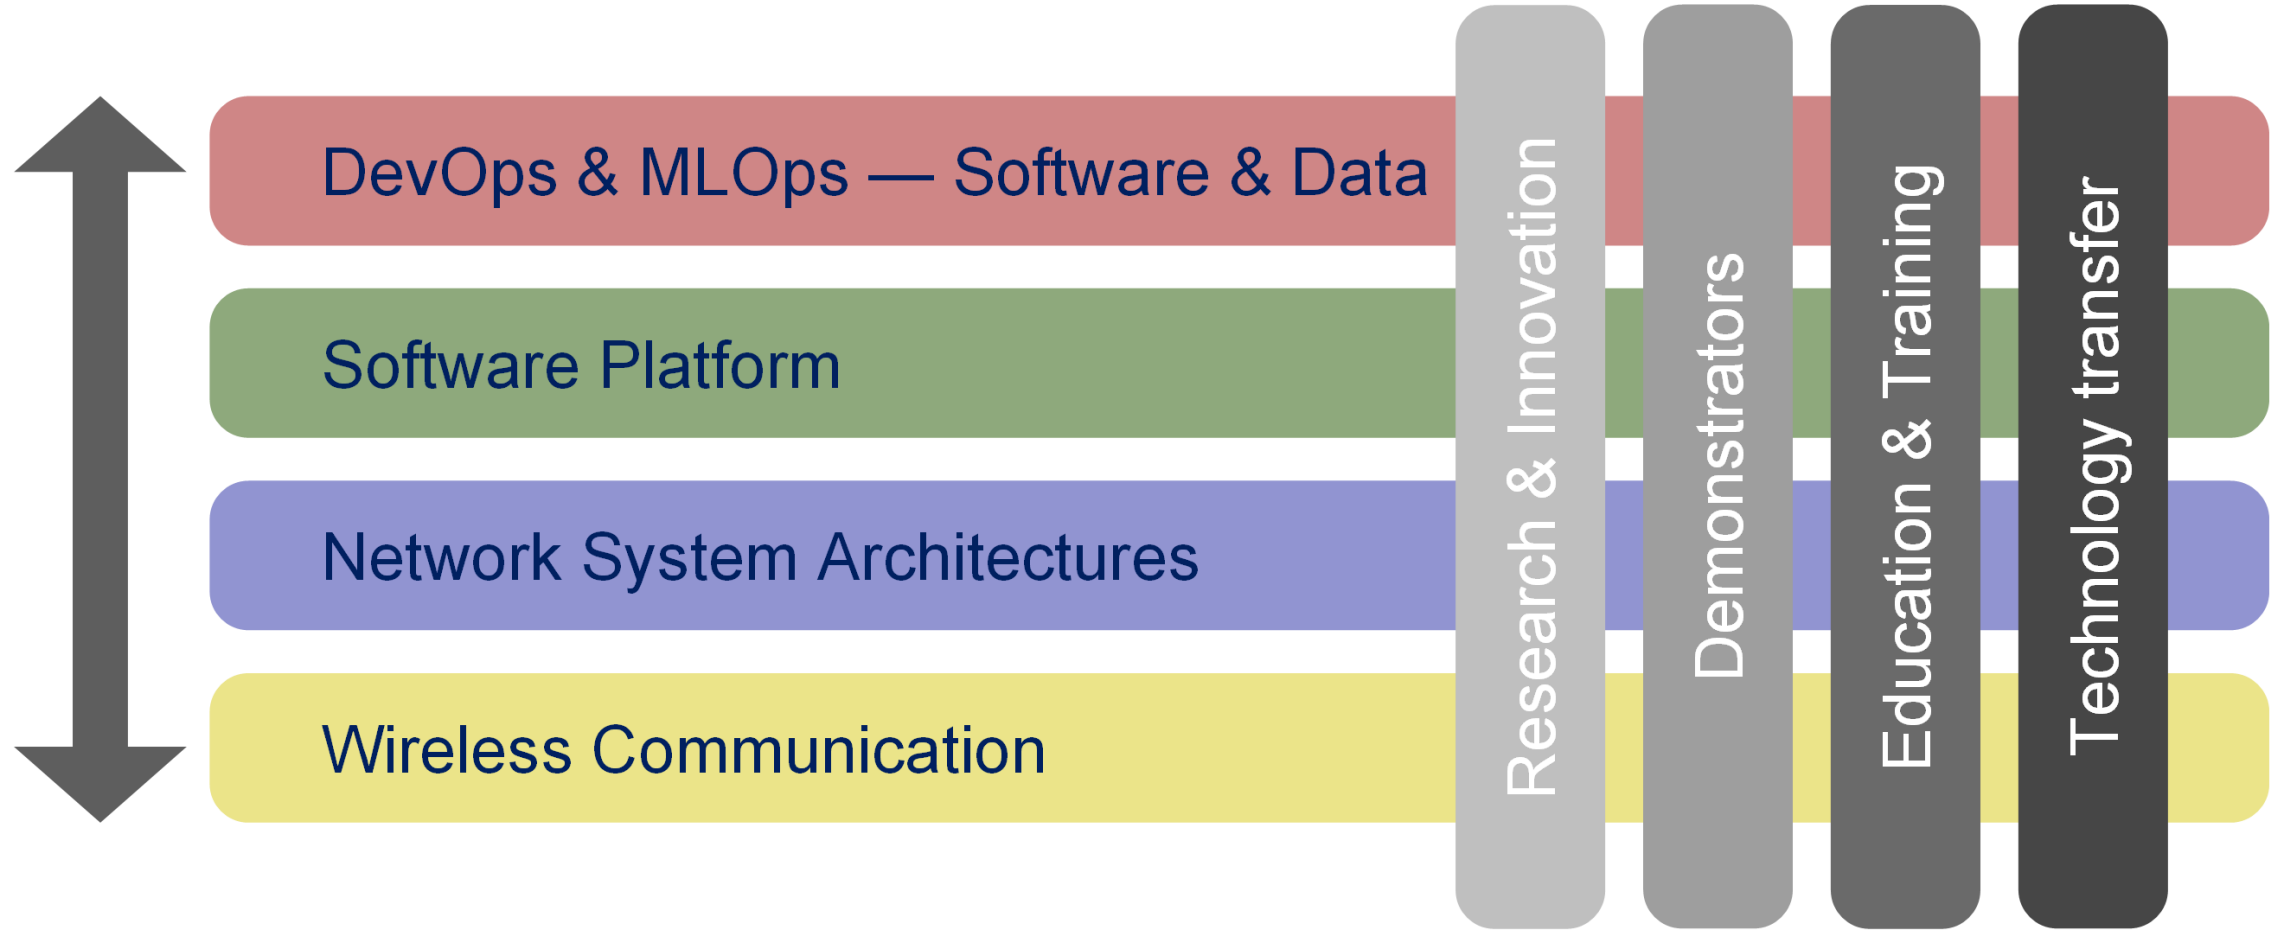 DevOps & MLOps — Software & Data
Software Platform
Network System Architectures
Wireless Communication
Research & Innovation
Demonstrators
Education & Training
Technology transfer